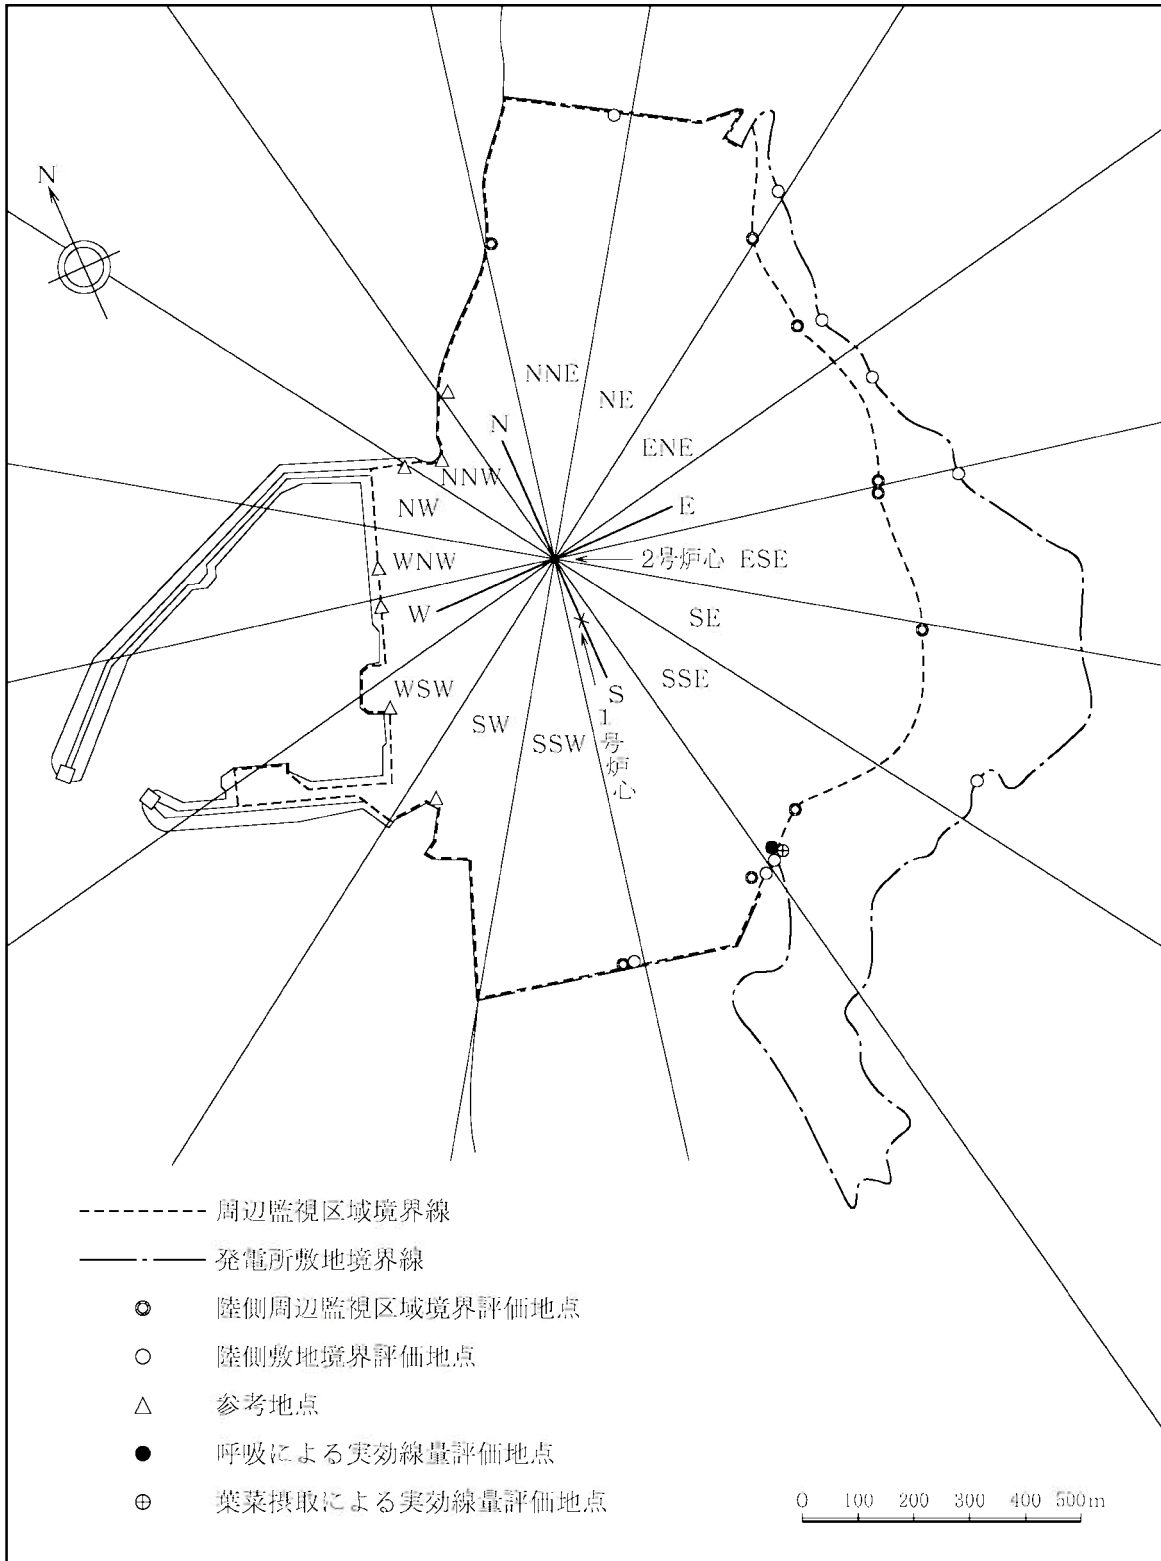 N
NNE
NE
N
ENE
NNW
NW
E
WNW
2号炉心 ESE
W
SE
SSE
WSW
S
SW
SSW
1号炉心
周辺監視区域境界線
発電所敷地境界線
陸側周辺監視区域境界評価地点
陸側敷地境界評価地点
参考地点
呼吸による実効線量評価地点
葉菜摂取による実効線量評価地点
0 100 200 300 400 500m